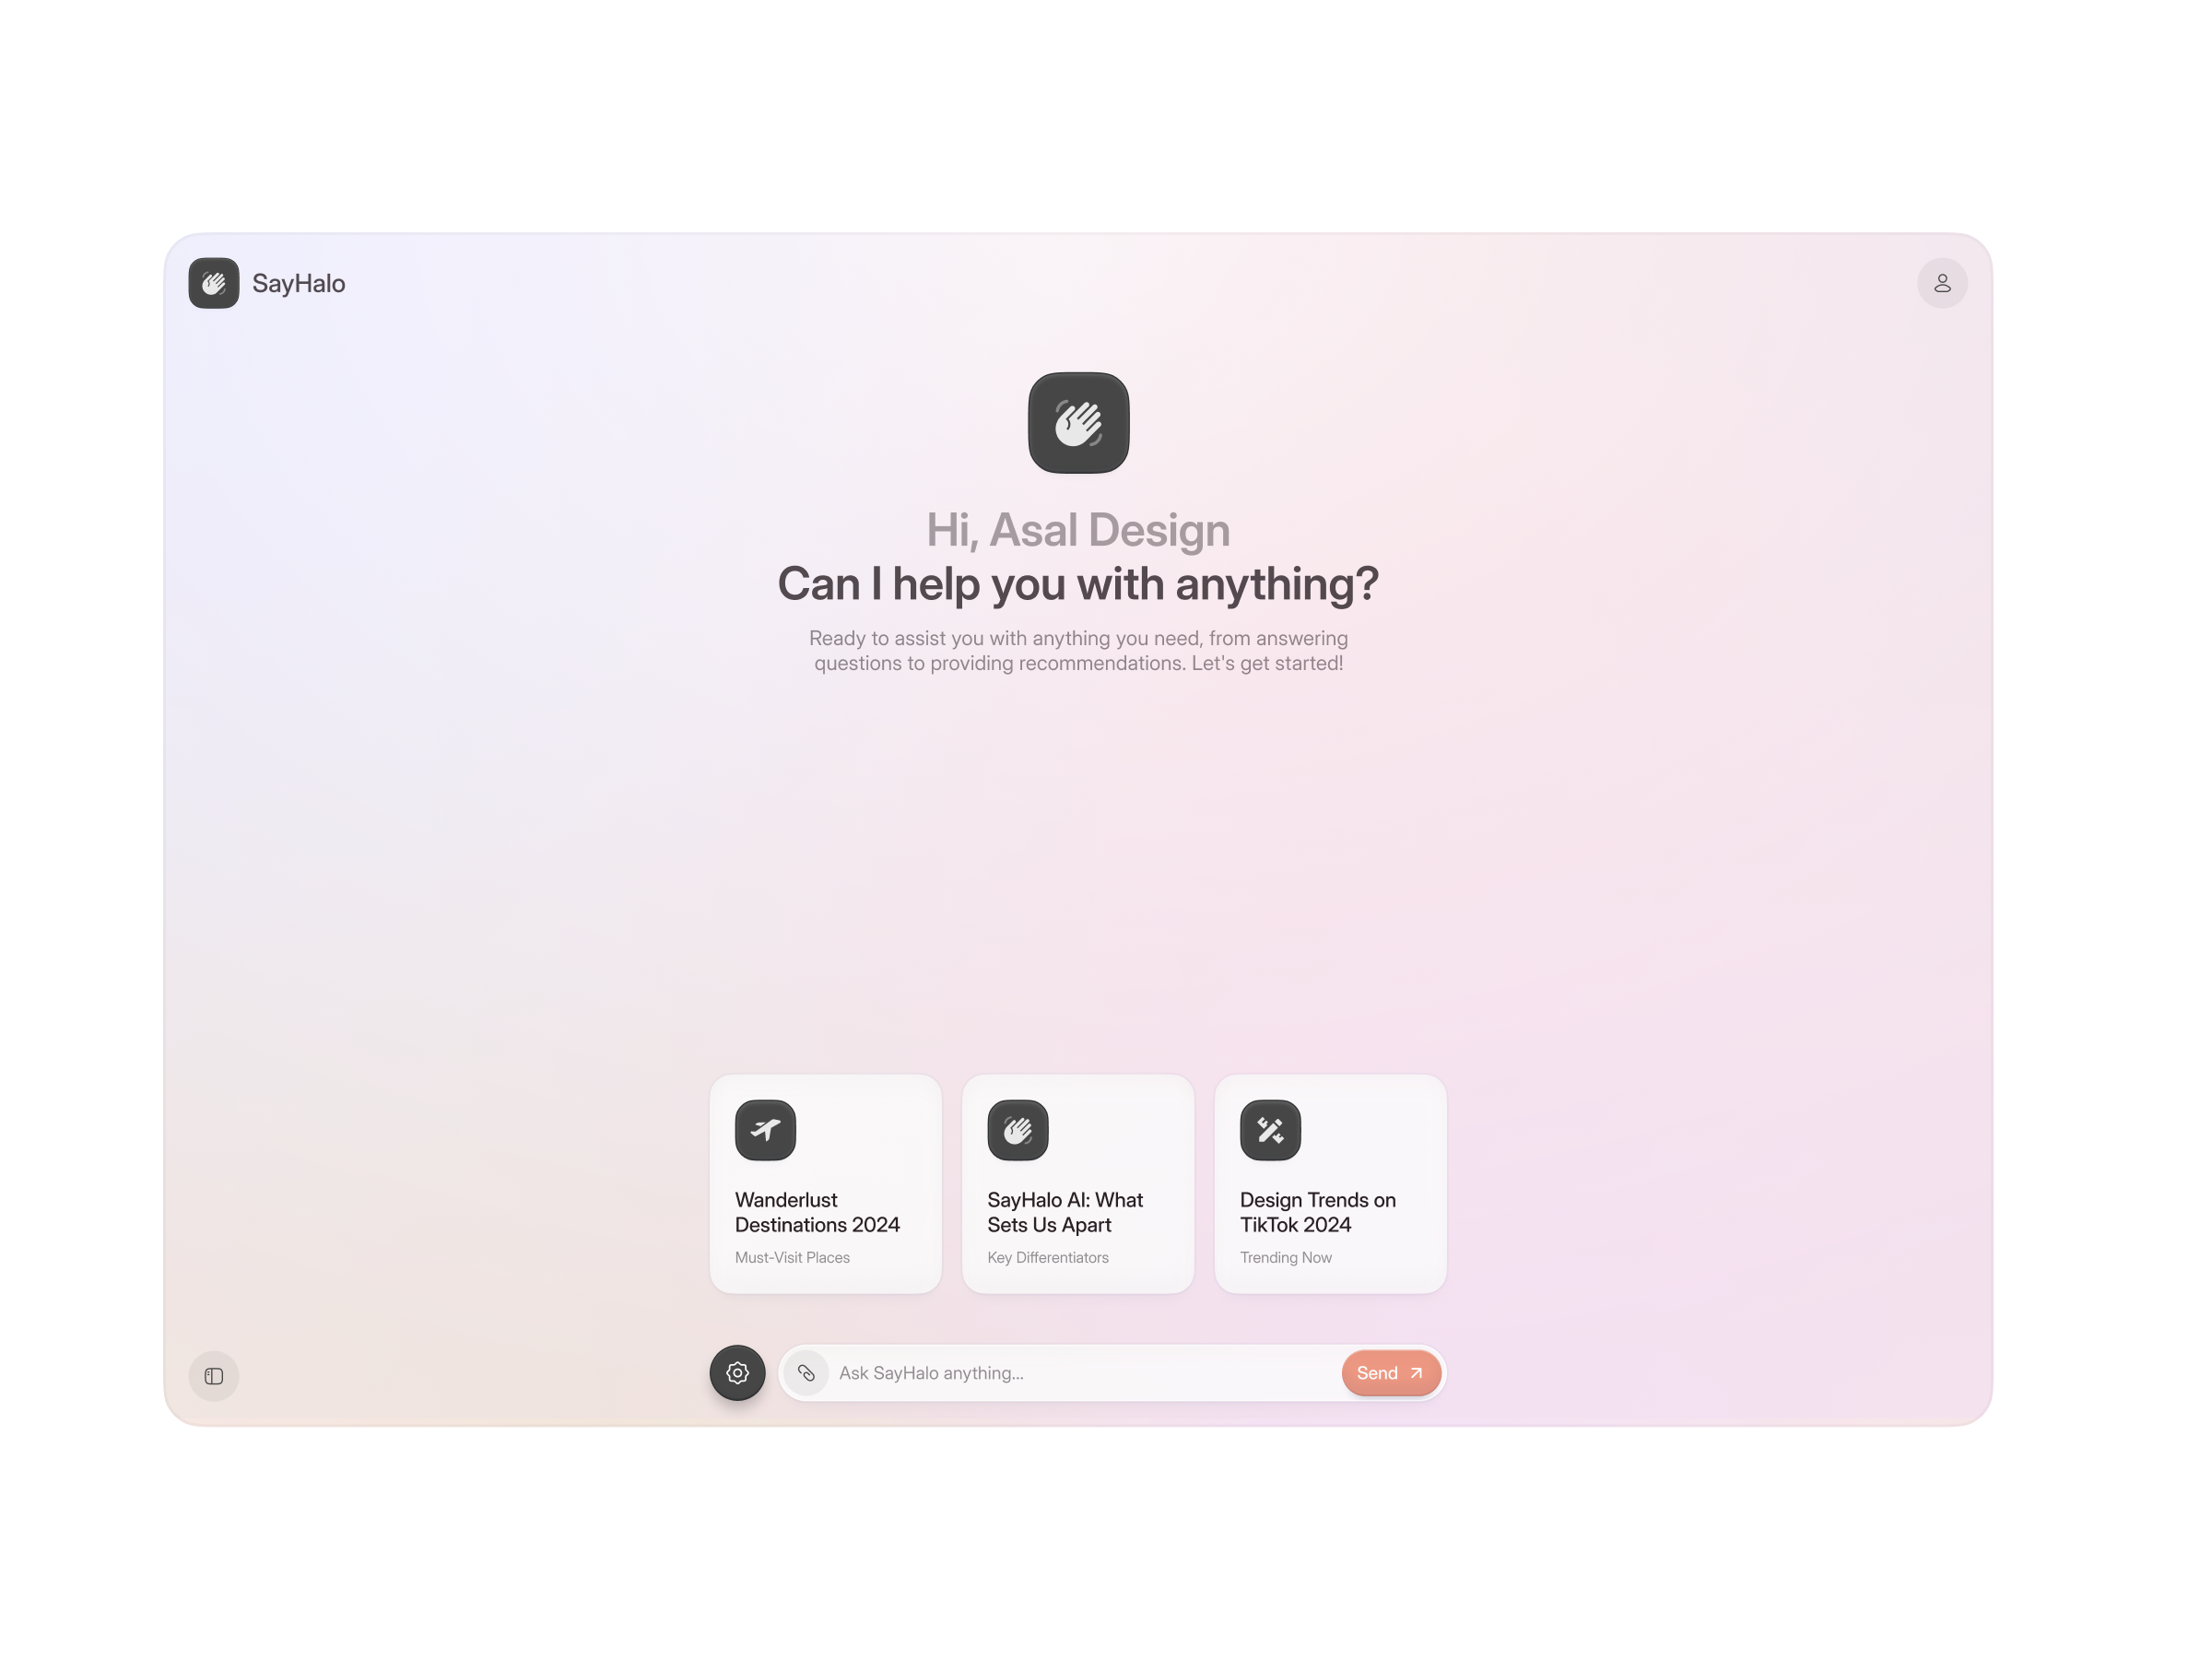 SayHalo
Hi, Asal Design
Can I help you with anything?
Ready to assist you with anything you need, from answering
questions to providing recommendations. Let's get started!
Wanderlust
Destinations 2024
Must-Visit Places
SayHalo AI: What
Sets Us Apart
Key Differentiators
Design Trends on
TikTok 2024
Trending Now
Ask SayHalo anything...
Send